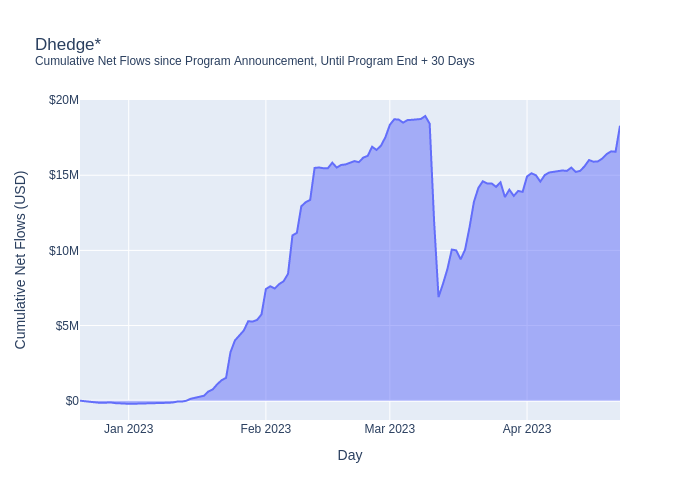 Dhedge*
Cumulative Net Flows since Program Announcement, Until Program End + 30 Days
Cumulative Net Flows (USD)
$20M
$15M
$10M
$5M
$0
Jan 2023
Feb 2023
Mar 2023
Apr 2023
Day